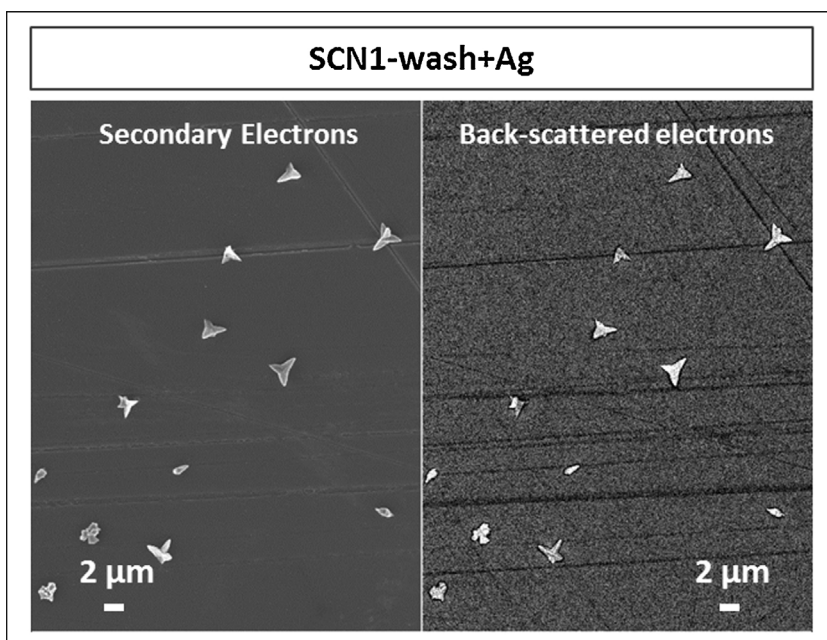 SCN1-wash+Ag
Secondary Electrons
Back-scattered electrons
2 µm
2 µm